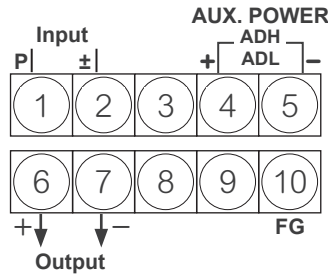 AUX. POWER
Input ADH
P ± + ADL −
1 2 3 4 5
6 7 8 9 10
+ − FG
Output